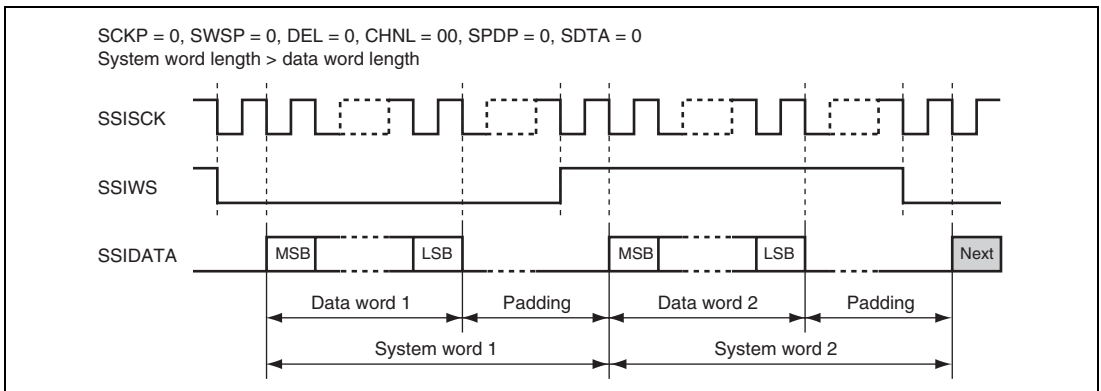 SCKP = 0, SWSP = 0, DEL = 0, CHNL = 00, SPDP = 0, SDTA = 0
System word length > data word length
SSISCK
SSIWS
SSIDATA
MSB LSB MSB LSB Next
Data word 1 Padding Data word 2 Padding
System word 1 System word 2